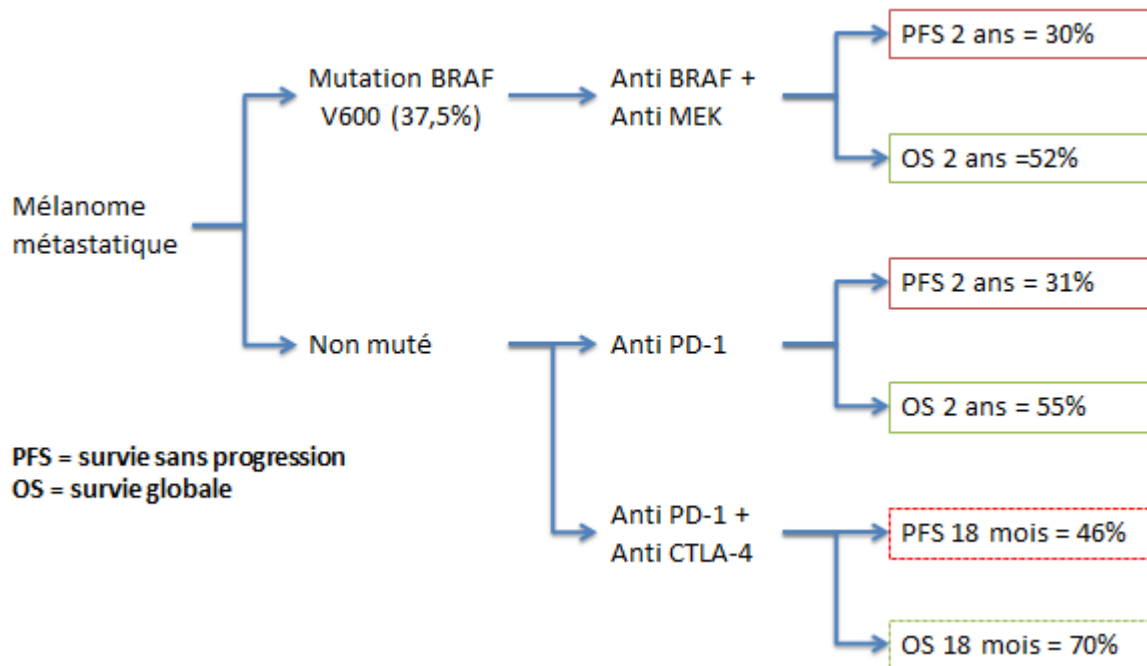 PFS 2 ans = 30%
Mutation BRAF
V600 (37,5%)
Anti BRAF +
Anti MEK
OS 2 ans =52%
Mélanome
métastatique
PFS 2 ans = 31%
Non muté
Anti PD-1
OS 2 ans = 55%
PFS = survie sans progression
OS = survie globale
Anti PD-1 +
Anti CTLA-4
PFS 18 mois = 46%
OS 18 mois = 70%